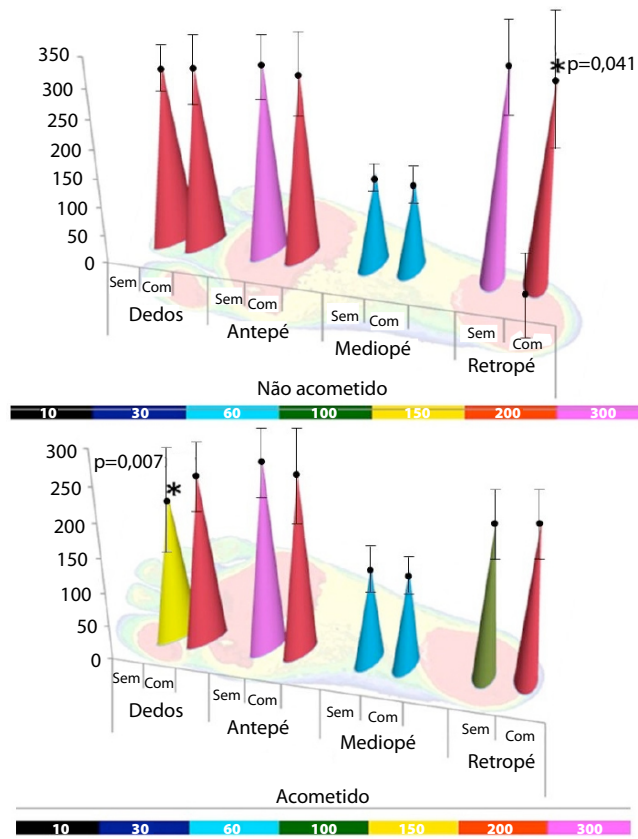 350
300
250
200
150
100
50
0
* p=0,041
Sem Com Sem Com Sem Com Sem Com
Dedos Antepé Mediopé Retropé
Não acometido
10 30 60 100 150 200 300
300
250
200
150
100
50
0
p=0,007
*
Sem Com Sem Com Sem Com Sem Com
Dedos Antepé Mediopé Retropé
Acometido
10 30 60 100 150 200 300